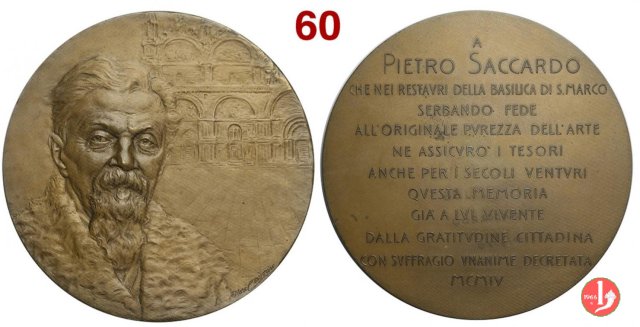 60
A
PIETRO SACCARDO
CHE NEI RESTAVRI DELLA BASILICA DI S. MARCO
SERBANDO FEDE
ALL'ORIGINALE PVREZZA DELL'ARTE
NE ASSICVRO' I TESORI
ANCHE PER I SECOLI VENTVRI
QVESTA MEMORIA
GIA A LVI VIVENTE
DALLA GRATITVDINE CITTADINA
CON SVFFRAGIO VNANIME DECRETATA
MCMIV